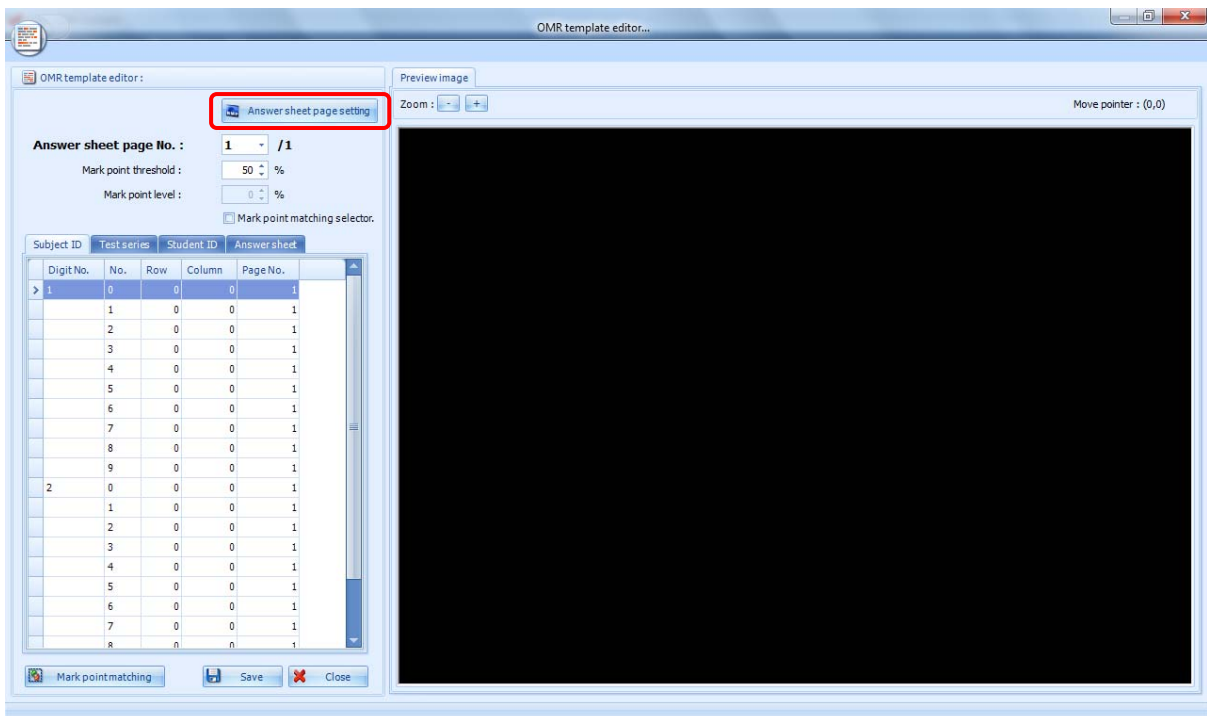 OMR template editor...
OMR template editor :
Answer sheet page setting
Answer sheet page No. : 1 /1
Mark point threshold : 50 %
Mark point level : 0 %
Mark point matching selector.
Subject ID Test series Student ID Answer sheet
Digit No. No. Row Column Page No.
1 0 0 0 1
1 0 0 1
2 0 0 1
3 0 0 1
4 0 0 1
5 0 0 1
6 0 0 1
7 0 0 1
8 0 0 1
9 0 0 1
2 0 0 0 1
1 0 0 1
2 0 0 1
3 0 0 1
4 0 0 1
5 0 0 1
6 0 0 1
7 0 0 1
8 0 0 1
Mark point matching Save Close
Preview image
Zoom : - + Move pointer : (0,0)